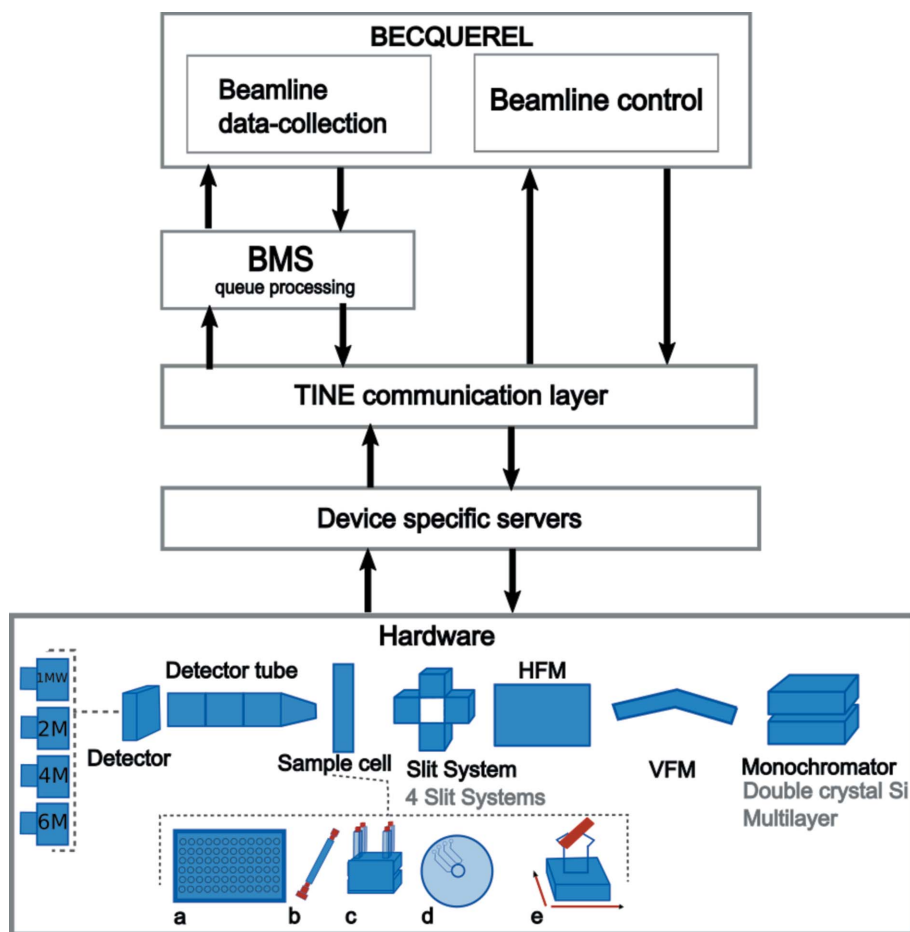 BECQUEREL
Beamline
data-collection
Beamline control
BMS
queue processing
TINE communication layer
Device specific servers
Hardware
1MW
2M
4M
6M
Detector
Detector tube
Sample cell
Slit System
4 Slit Systems
HFM
VFM
Monochromator
Double crystal Si
Multilayer
a
b
c
d
e